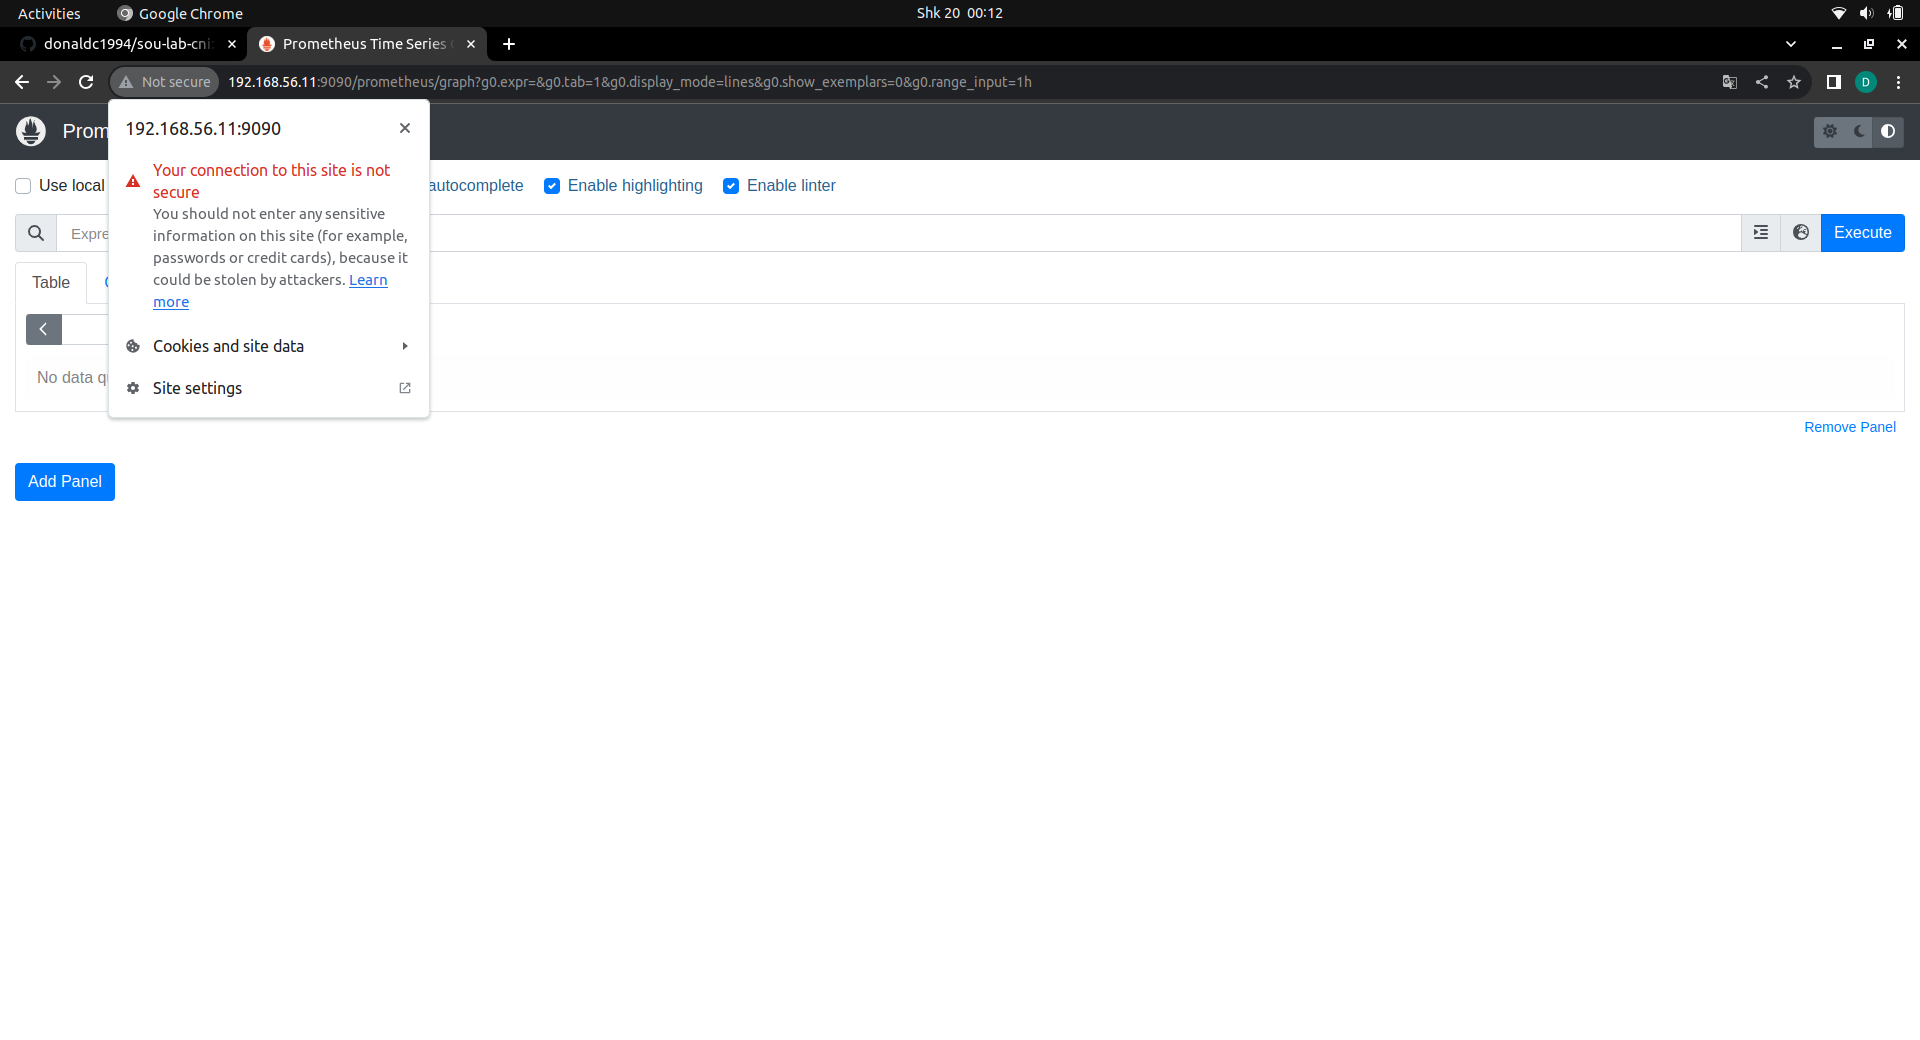 Activities Google Chrome Shk 20 00:12
donaldc1994/sou-lab-cni Prometheus Time Series
Not secure 192.168.56.11:9090/prometheus/graph?g0.expr=&g0.tab=1&g0.display_mode=lines&g0.show_exemplars=0&g0.range_input=1h D
Prom
192.168.56.11:9090
Your connection to this site is not
secure
You should not enter any sensitive
information on this site (for example,
passwords or credit cards), because it
could be stolen by attackers. Learn
more
Cookies and site data
Site settings
Use local autocomplete Enable highlighting Enable linter
Expre Execute
Table
No data q
Remove Panel
Add Panel